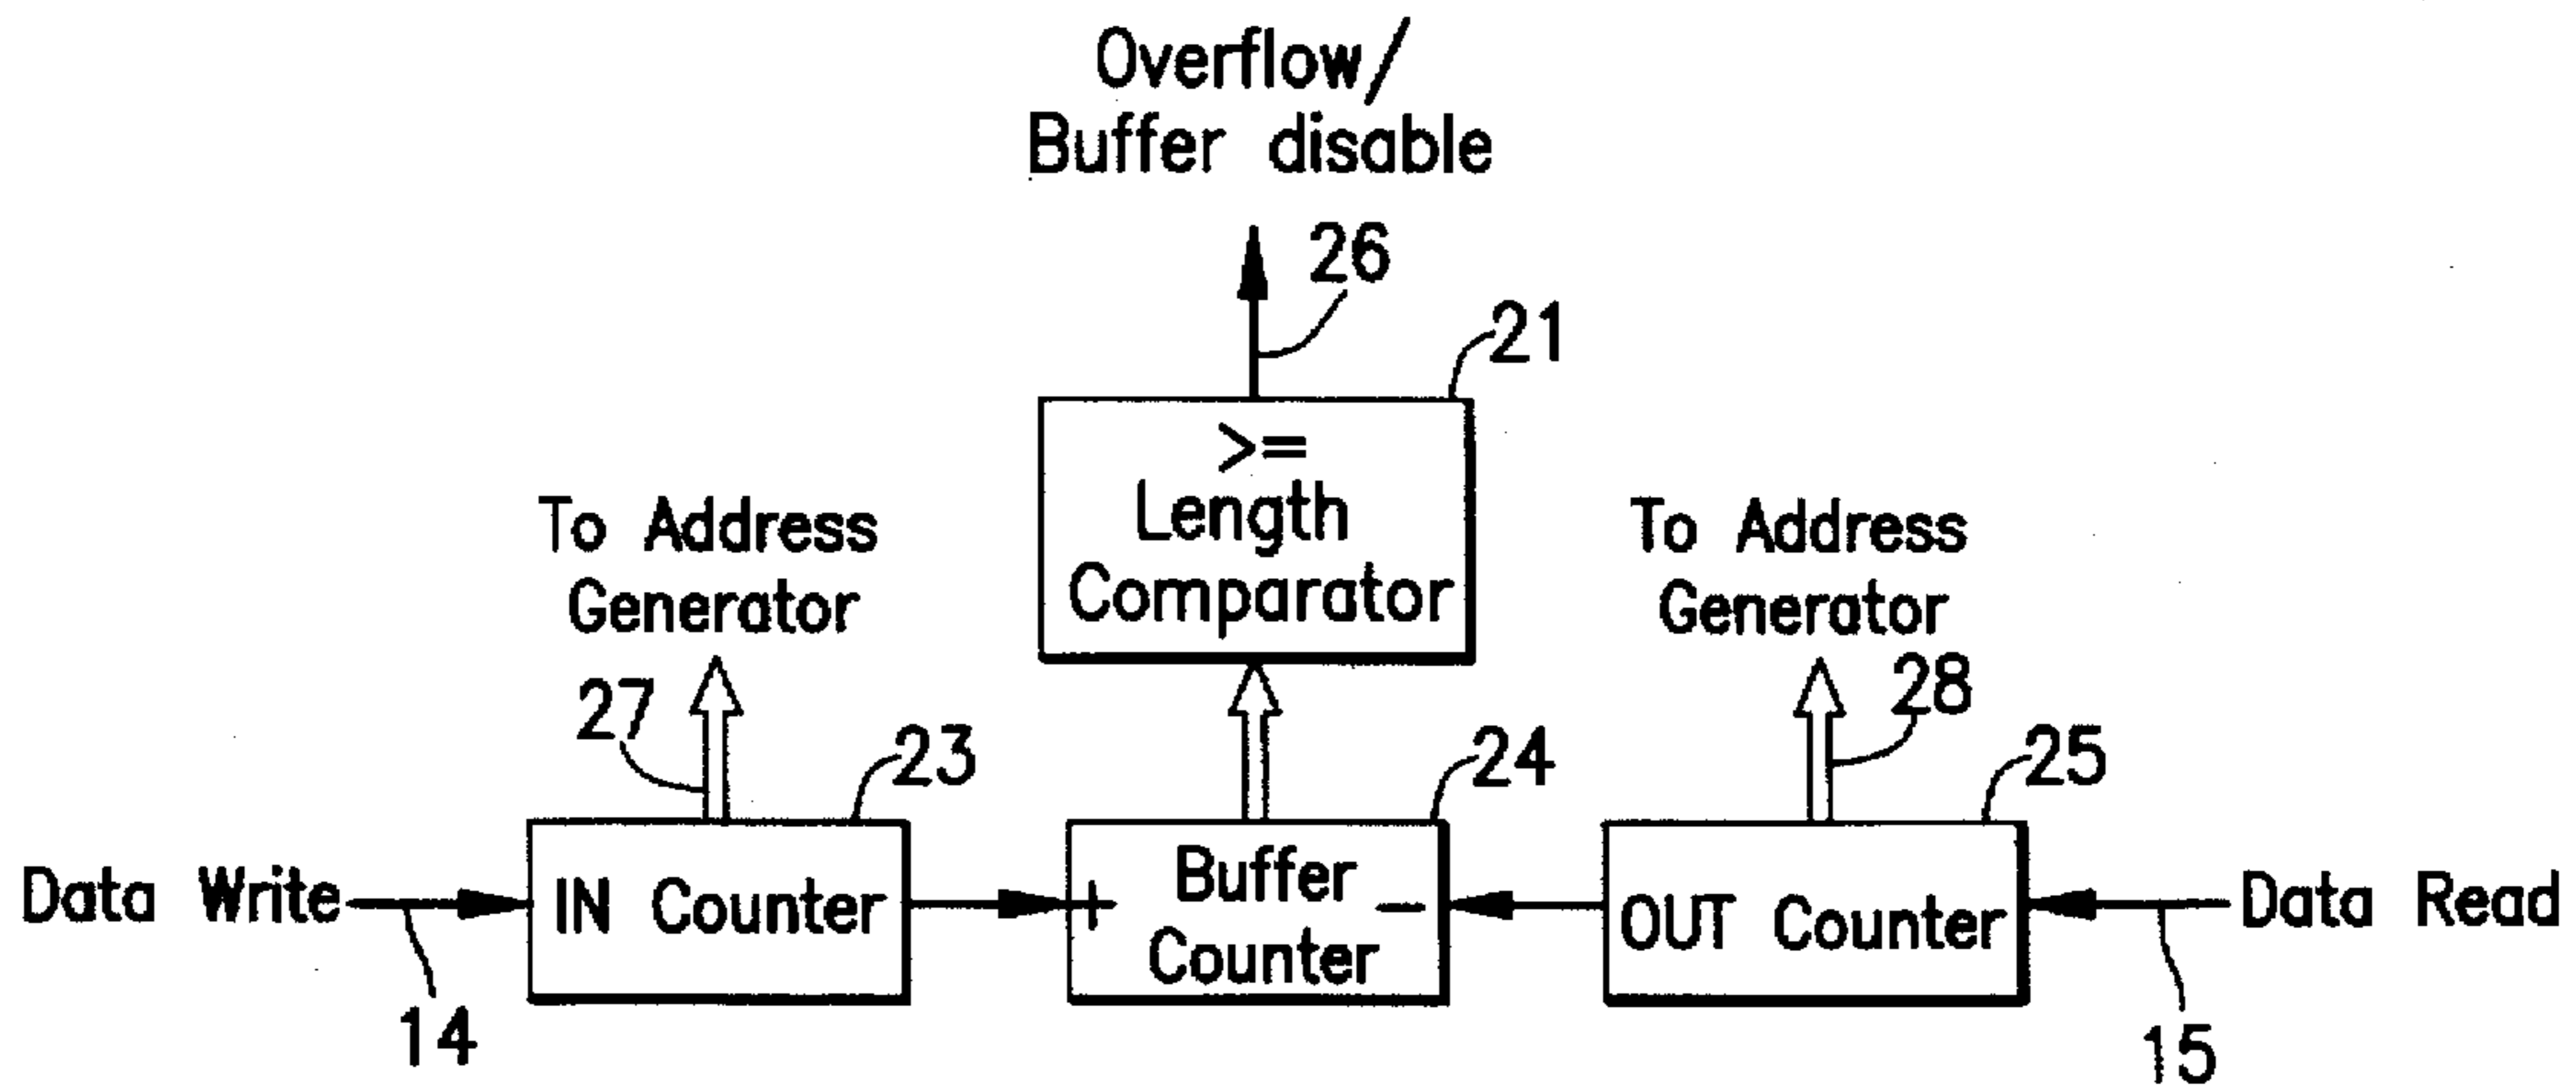 Overflow/
Buffer disable
26
21
>=
Length
Comparator
To Address
Generator
27
23
To Address
Generator
28
24
25
Data Write
IN Counter
+
Buffer
Counter
-
OUT Counter
Data Read
14
15